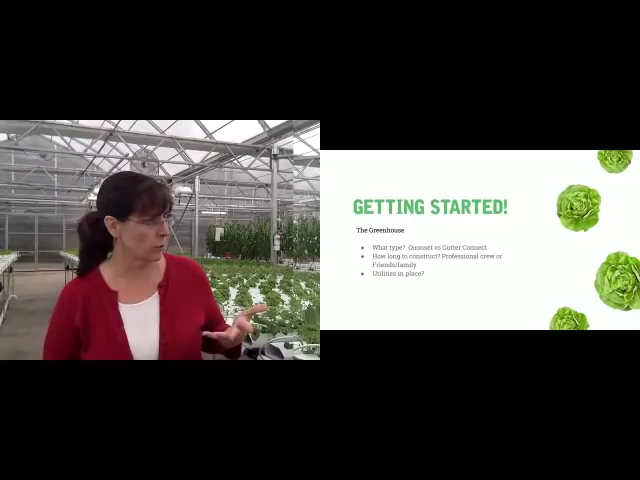 GETTING STARTED!
The Greenhouse
● What type? Quonset vs Gutter Connect
● How long to construct? Professional crew or
Friends/family
● Utilities in place?